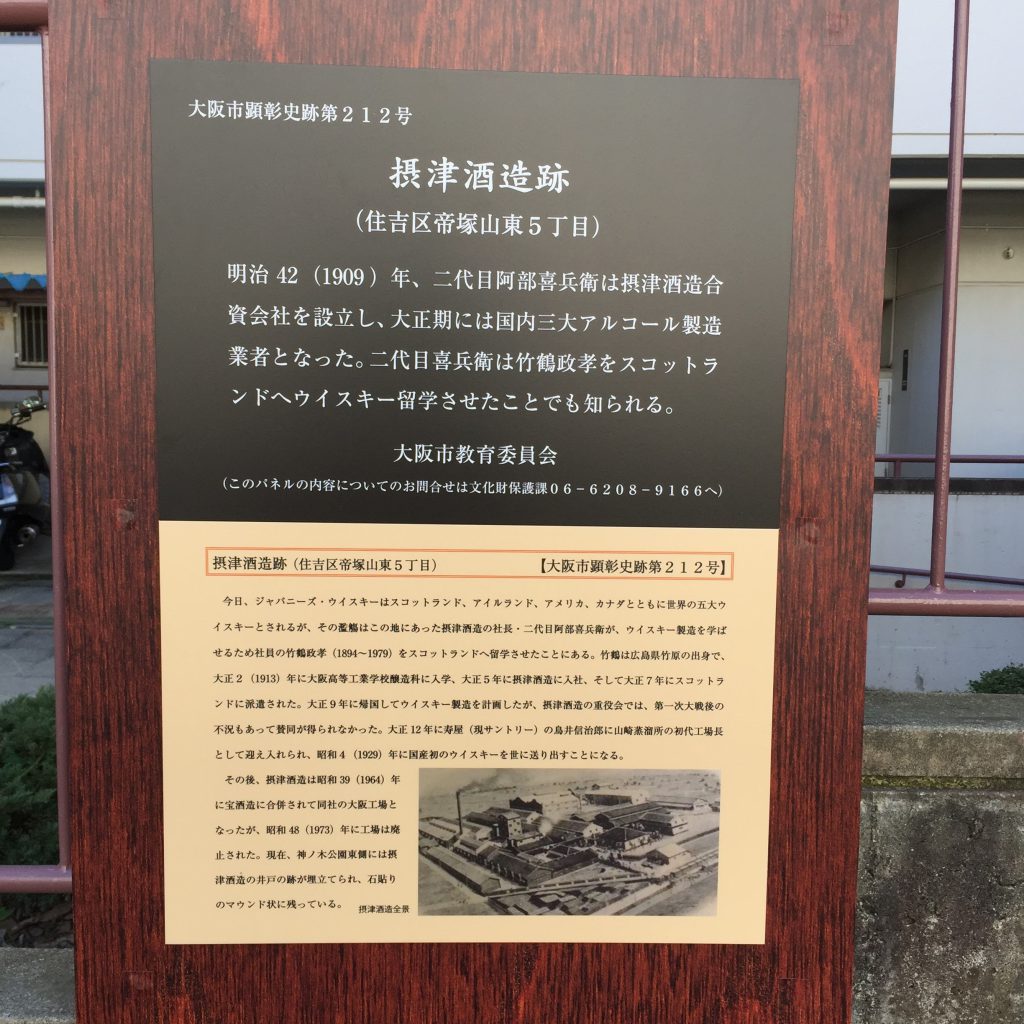 大阪市顕彰史跡第212号
摂津酒造跡
（住吉区帝塚山東5丁目）
明治 42（1909）年、二代目阿部喜兵衛は摂津酒造合
資会社を設立し、大正期には国内三大アルコール製造
業者となった。二代目喜兵衛は竹鶴政孝をスコットラ
ンドへウイスキー留学させたことでも知られる。
大阪市教育委員会
（このパネルの内容についてのお問合せは文化財保護課06－6208－9166へ）
摂津酒造跡（住吉区帝塚山東5丁目） 【大阪市顕彰史跡第212号】
今日、ジャパニーズ・ウイスキーはスコットランド、アイルランド、アメリカ、カナダとともに世界の五大ウ
イスキーとされるが、その濫觴はこの地にあった摂津酒造の社長・二代目阿部喜兵衛が、ウイスキー製造を学ば
せるため社員の竹鶴政孝（1894～1979）をスコットランドへ留学させたことにある。竹鶴は広島県竹原の出身で、
大正2（1913）年に大阪高等工業学校醸造科に入学、大正5年に摂津酒造に入社、そして大正7年にスコットラ
ンドに派遣された。大正9年に帰国してウイスキー製造を計画したが、摂津酒造の重役会では、第一次大戦後の
不況もあって賛同が得られなかった。大正12年に寿屋（現サントリー）の鳥井信治郎に山崎蒸溜所の初代工場長
として迎え入れられ、昭和4（1929）年に国産初のウイスキーを世に送り出すことになる。
その後、摂津酒造は昭和39（1964）年
に宝酒造に合併されて同社の大阪工場と
なったが、昭和48（1973）年に工場は廃
止された。現在、神ノ木公園東側には摂
津酒造の井戸の跡が埋立てられ、石貼り
のマウンド状に残っている。
摂津酒造全景